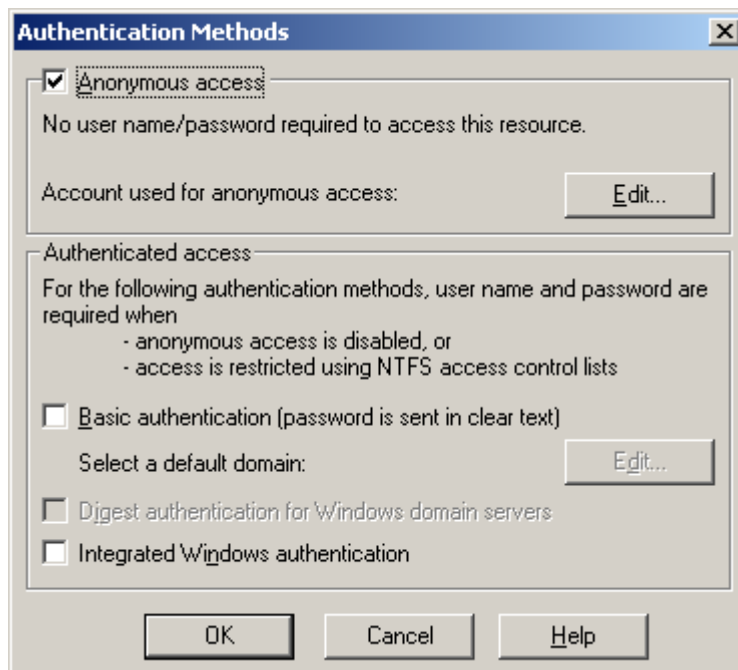 Authentication Methods
Anonymous access
No user name/password required to access this resource.
Account used for anonymous access:
Edit...
Authenticated access
For the following authentication methods, user name and password are
required when
- anonymous access is disabled, or
- access is restricted using NTFS access control lists
Basic authentication (password is sent in clear text)
Select a default domain:
Edit...
Digest authentication for Windows domain servers
Integrated Windows authentication
OK
Cancel
Help